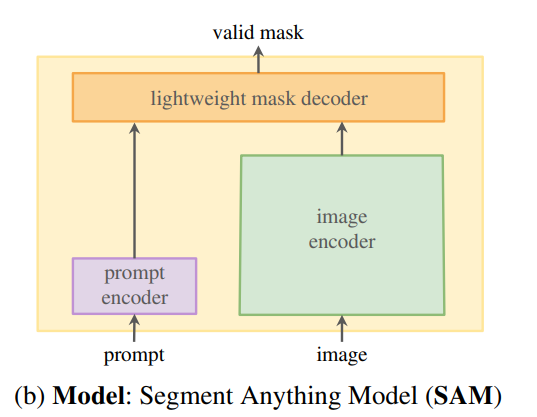 valid mask
lightweight mask decoder
image
encoder
prompt
encoder
prompt
image
(b) Model: Segment Anything Model (SAM)